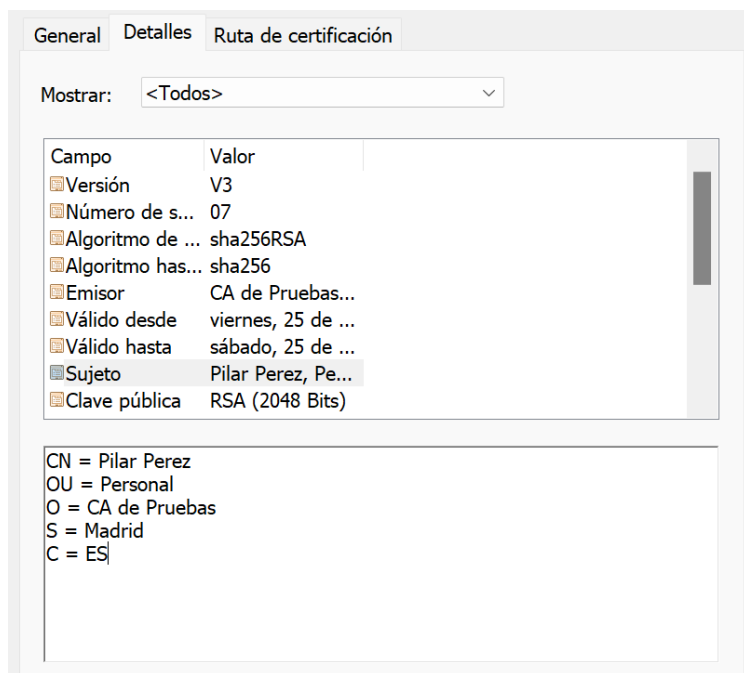 General Detalles Ruta de certificación
Mostrar: <Todos>
Campo Valor
Versión V3
Número de s... 07
Algoritmo de ... sha256RSA
Algoritmo has... sha256
Emisor CA de Pruebas...
Válido desde viernes, 25 de ...
Válido hasta sábado, 25 de ...
Sujeto Pilar Perez, Pe...
Clave pública RSA (2048 Bits)
CN = Pilar Perez
OU = Personal
O = CA de Pruebas
S = Madrid
C = ES